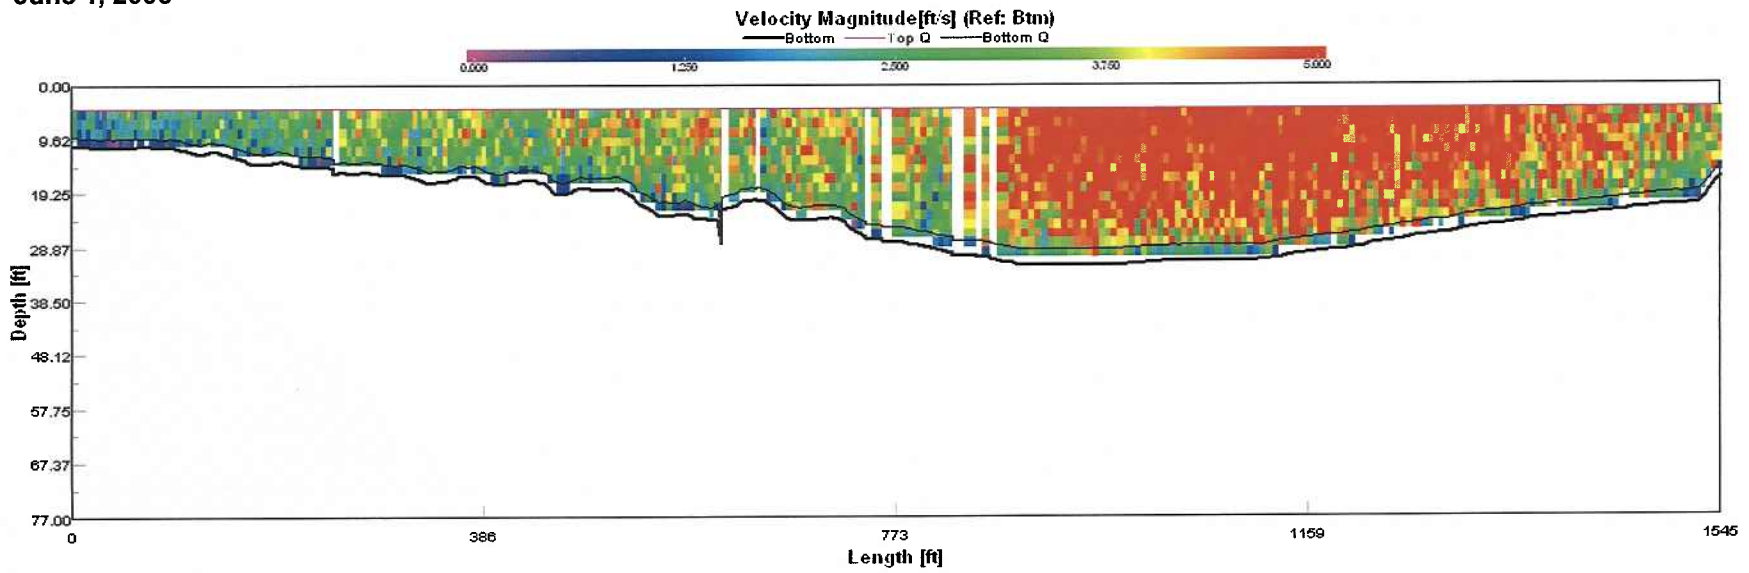 Velocity Magnitude[ft/s] (Ref: Btm)
Bottom Top Q Bottom Q
0.000 1.250 2.500 3.750 5.000
0.00
9.62
19.25
28.87
38.50
48.12
57.75
67.37
77.00
Depth [ft]
0 386 773 1159 1545
Length [ft]